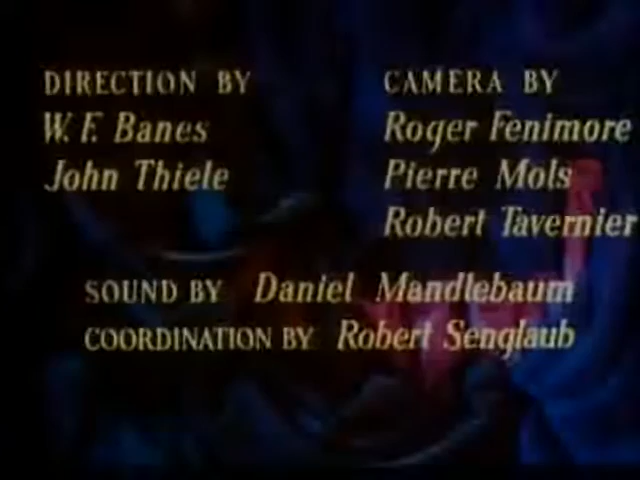 DIRECTION BY
W. F. Banes
John Thiele
CAMERA BY
Roger Fenimore
Pierre Mols
Robert Tavernier
SOUND BY Daniel Mandlebaum
COORDINATION BY Robert Senglaub